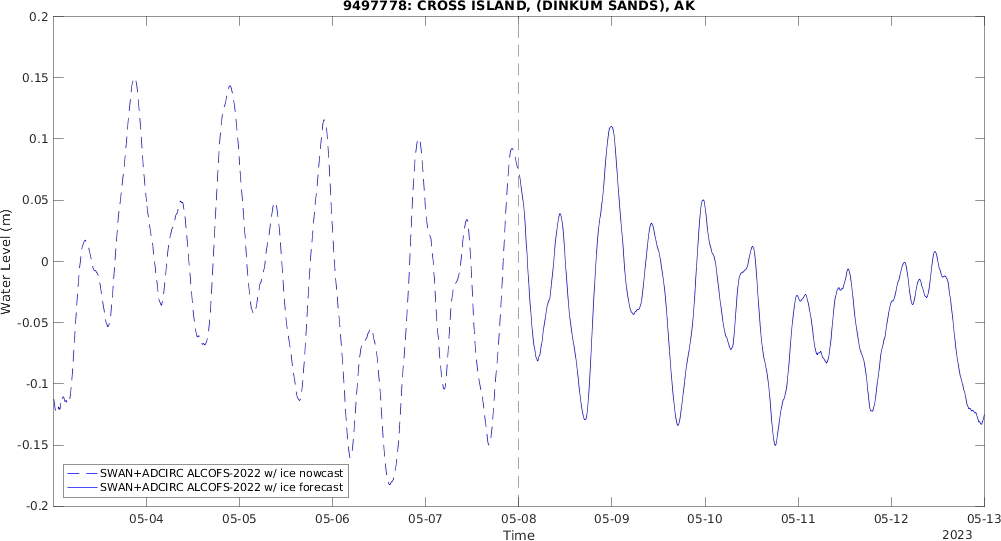 9497778: CROSS ISLAND, (DINKUM SANDS), AK
0.2
0.15
0.1
0.05
0
-0.05
-0.1
-0.15
-0.2
Water Level (m)
SWAN+ADCIRC ALCOFS-2022 w/ ice nowcast
SWAN+ADCIRC ALCOFS-2022 w/ ice forecast
05-04 05-05 05-06 05-07 05-08 05-09 05-10 05-11 05-12 05-13
Time
2023